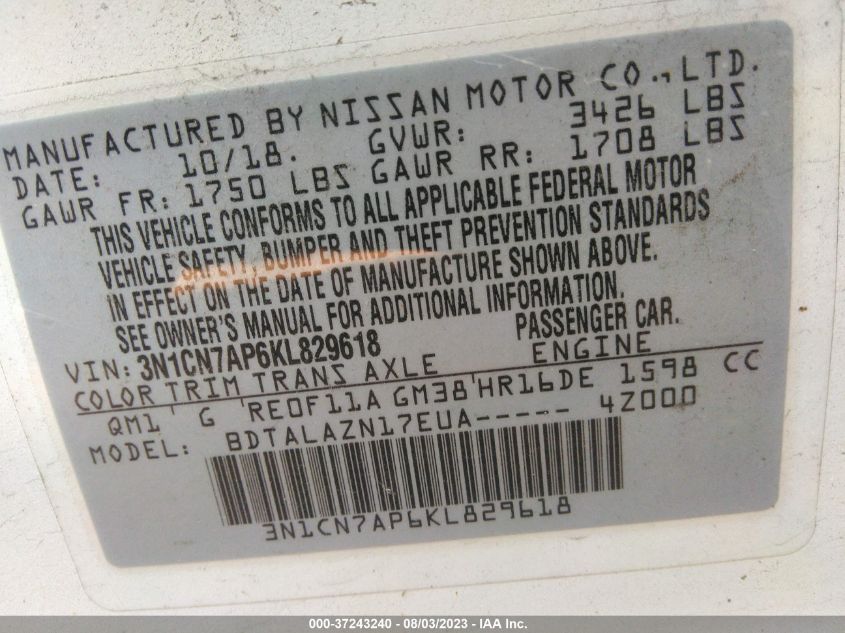 MANUFACTURED BY NISSAN MOTOR CO., LTD.
DATE: 10/18. GVWR: 3426 LBS
GAWR FR: 1750 LBS GAWR RR: 1708 LBS
THIS VEHICLE CONFORMS TO ALL APPLICABLE FEDERAL MOTOR
VEHICLE SAFETY, BUMPER AND THEFT PREVENTION STANDARDS
IN EFFECT ON THE DATE OF MANUFACTURE SHOWN ABOVE.
SEE OWNER'S MANUAL FOR ADDITIONAL INFORMATION.
VIN: 3N1CN7AP6KL829618 PASSENGER CAR.
COLOR TRIM TRANS AXLE ENGINE
QM1 G RE0F11A GM38 HR16DE 1598 CC
MODEL: BDTALAZN17EUA----- 4Z000
3N1CN7AP6KL829618
000-37243240 - 08/03/2023 - IAA Inc.